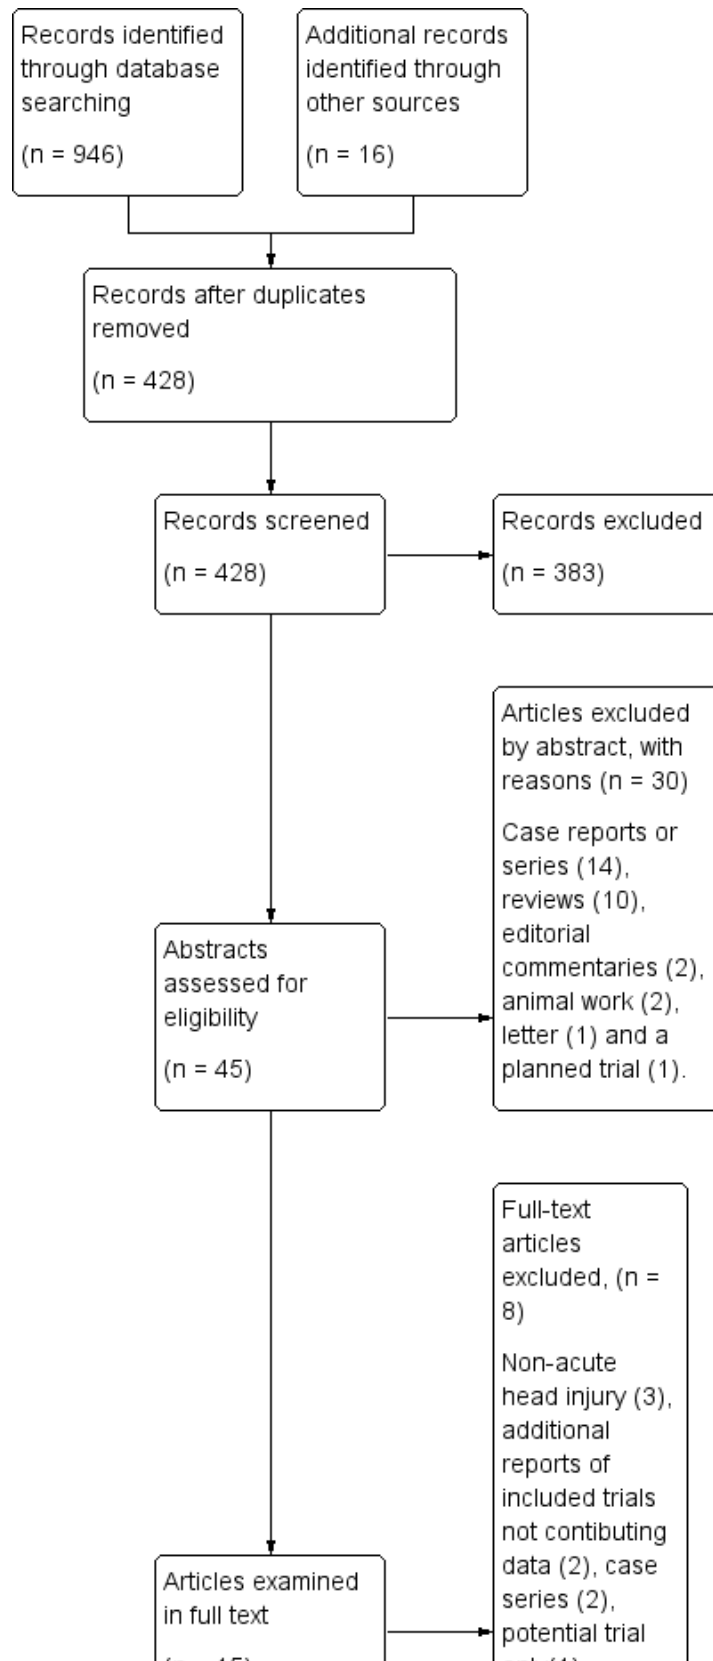 Records identified
through database
searching
(n = 946)
Additional records
identified through
other sources
(n = 16)
Records after duplicates
removed
(n = 428)
Records screened
(n = 428)
Records excluded
(n = 383)
Articles excluded
by abstract, with
reasons (n = 30)
Case reports or
series (14),
reviews (10),
editorial
commentaries (2),
animal work (2),
letter (1) and a
planned trial (1).
Abstracts
assessed for
eligibility
(n = 45)
Full-text
articles
excluded, (n =
8)
Non-acute
head injury (3),
additional
reports of
included trials
not contibuting
data (2), case
series (2),
potential trial
Articles examined
in full text